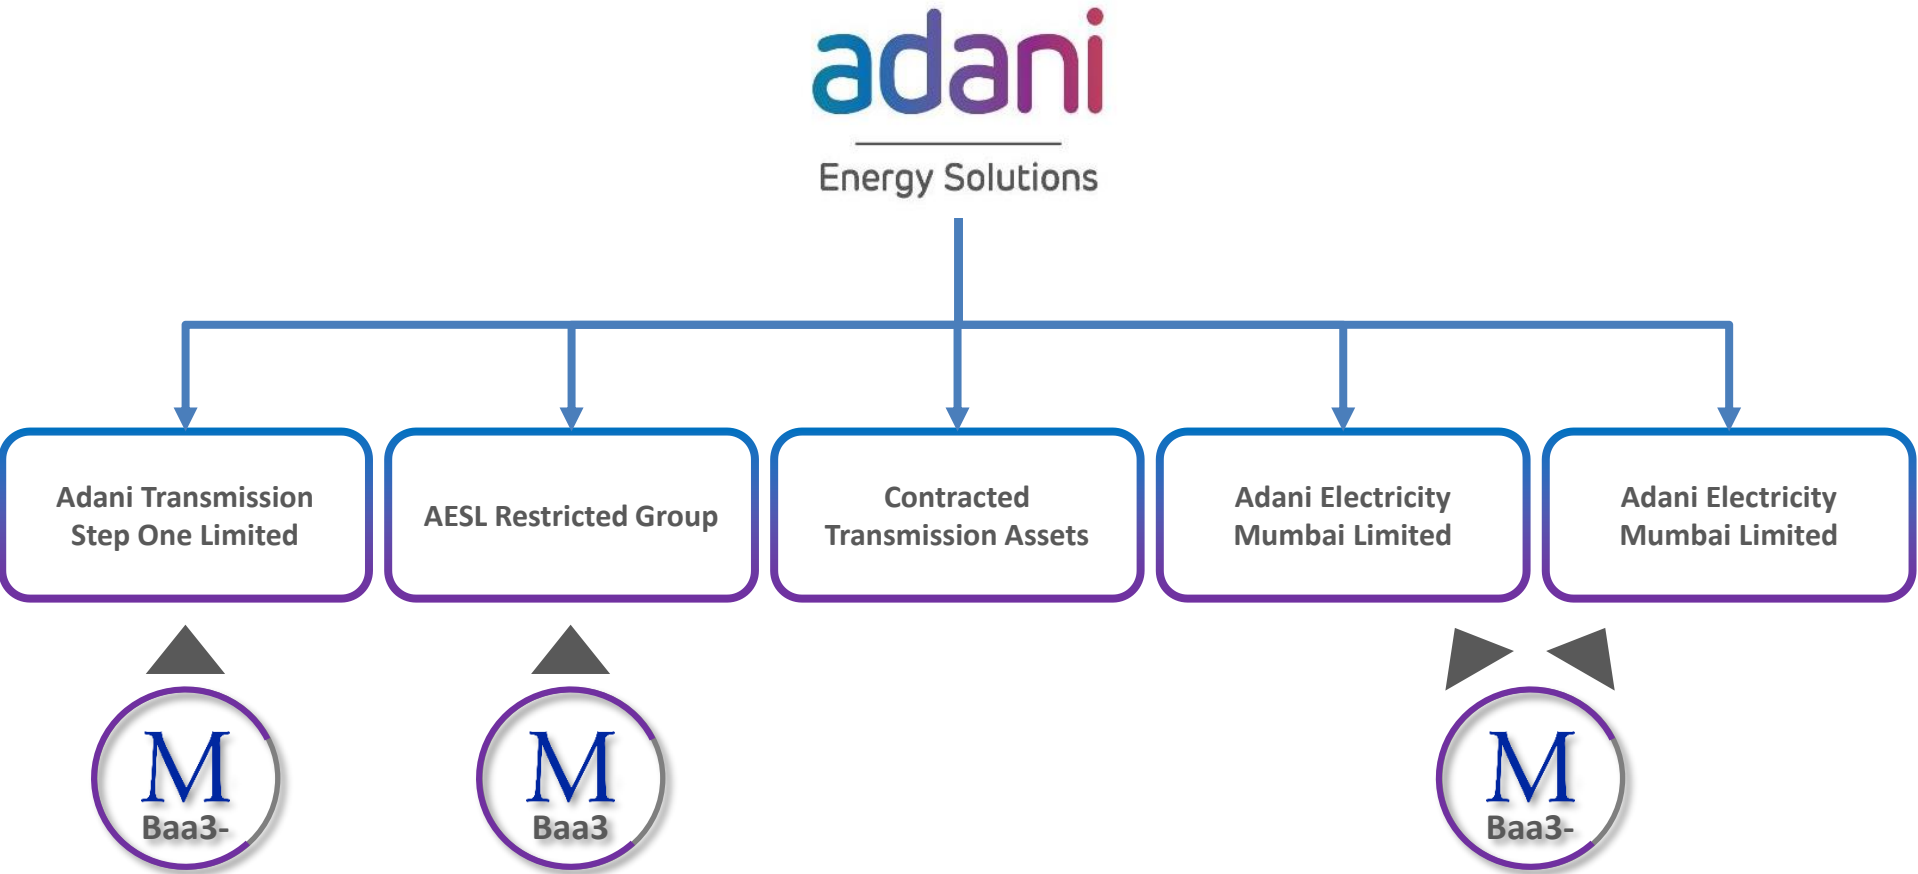 adani
Energy Solutions
Adani Transmission
Step One Limited
AESL Restricted Group
Contracted
Transmission Assets
Adani Electricity
Mumbai Limited
Adani Electricity
Mumbai Limited
M
Baa3-
M
Baa3
M
Baa3-